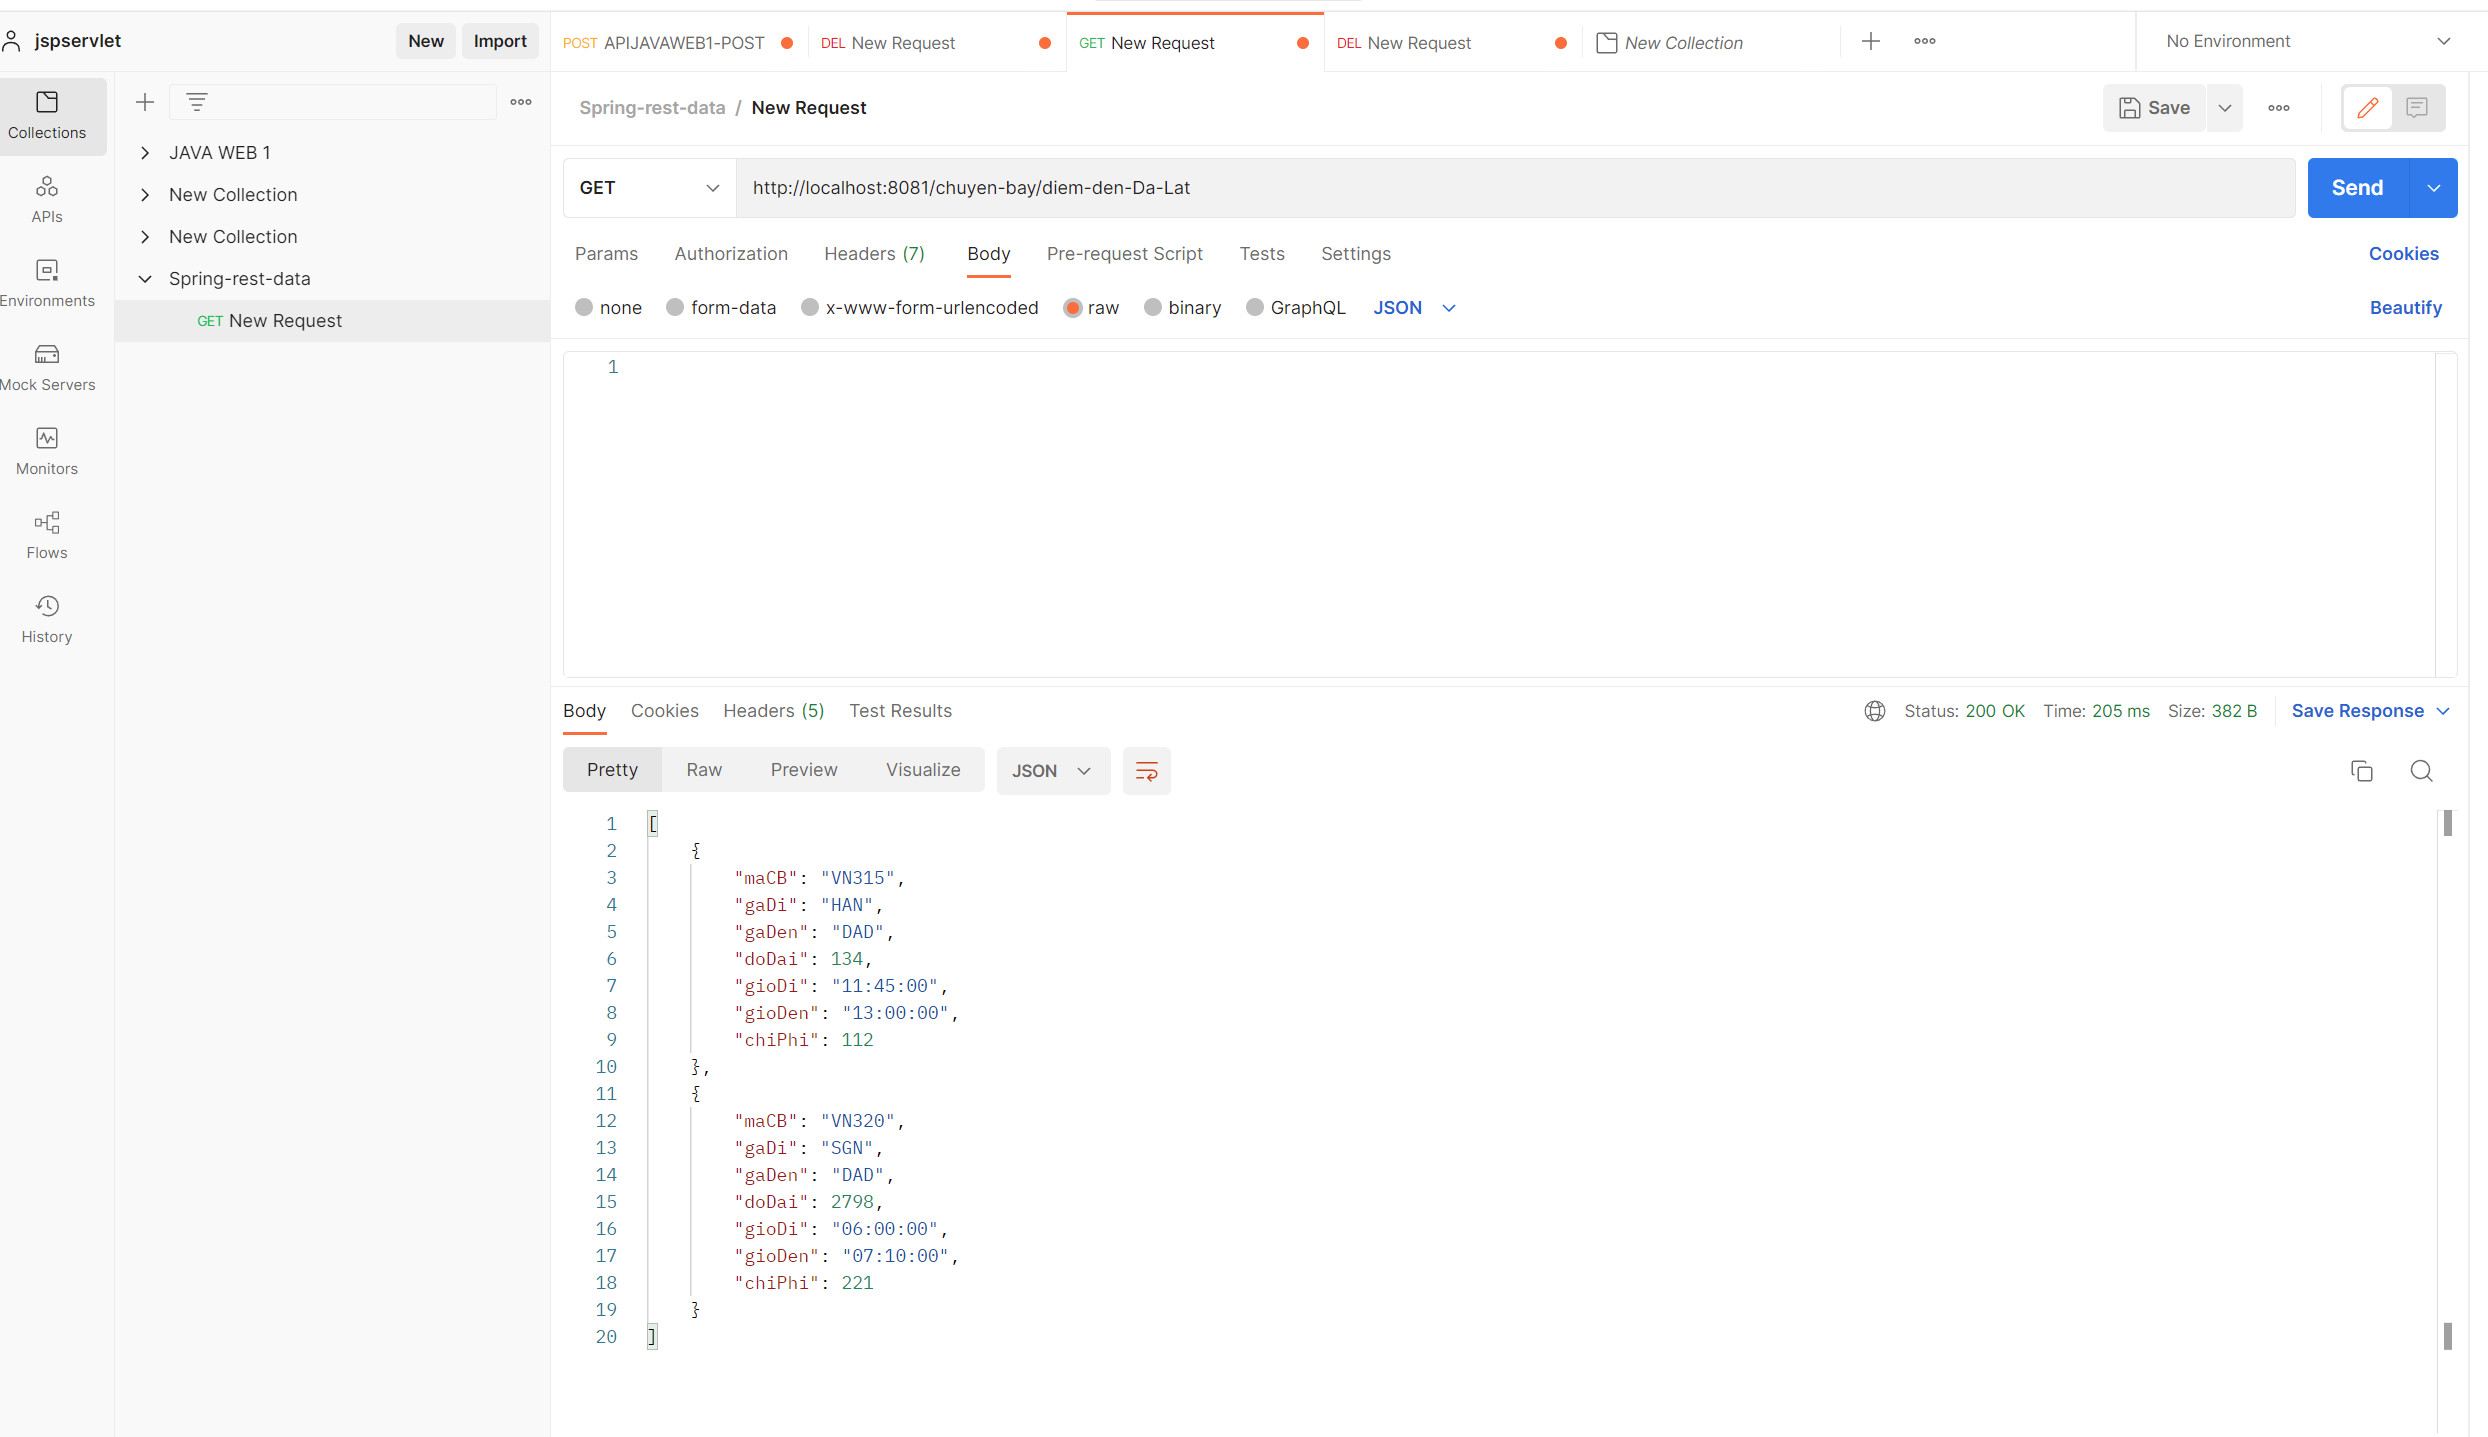 jspservlet
New
Import
POST APIJAVAWEB1-POST
DEL New Request
GET New Request
DEL New Request
New Collection
No Environment
Collections
APIs
Environments
Mock Servers
Monitors
Flows
History
JAVA WEB 1
New Collection
New Collection
Spring-rest-data
GET New Request
Spring-rest-data / New Request
Save
GET
http://localhost:8081/chuyen-bay/diem-den-Da-Lat
Send
Params Authorization Headers (7) Body Pre-request Script Tests Settings
Cookies
none form-data x-www-form-urlencoded raw binary GraphQL JSON
Beautify
1
Body Cookies Headers (5) Test Results
Status: 200 OK Time: 205 ms Size: 382 B
Save Response
Pretty Raw Preview Visualize JSON
1 [
2 {
3 "maCB": "VN315",
4 "gaDi": "HAN",
5 "gaDen": "DAD",
6 "doDai": 134,
7 "gioDi": "11:45:00",
8 "gioDen": "13:00:00",
9 "chiPhi": 112
10 },
11 {
12 "maCB": "VN320",
13 "gaDi": "SGN",
14 "gaDen": "DAD",
15 "doDai": 2798,
16 "gioDi": "06:00:00",
17 "gioDen": "07:10:00",
18 "chiPhi": 221
19 }
20 ]